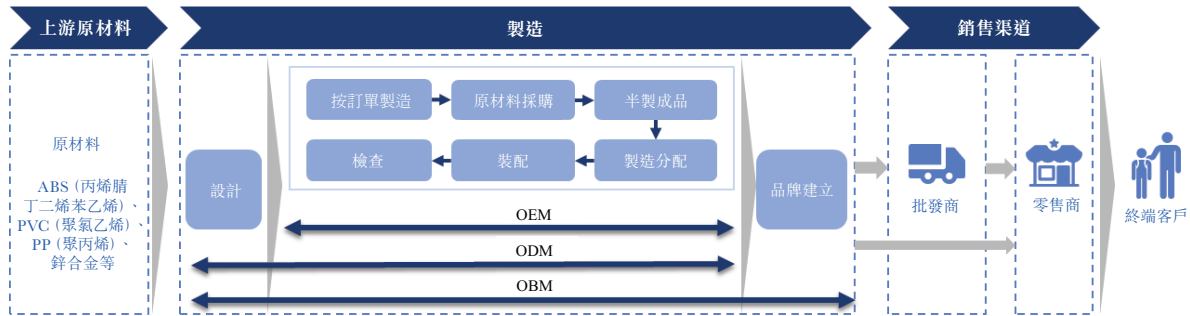 上游原材料
製造
銷售渠道
原材料
ABS (丙烯腈
丁二烯苯乙烯)、
PVC (聚氯乙烯)、
PP (聚丙烯)、
鋅合金等
設計
按訂單製造
原材料採購
半製成品
檢查
裝配
製造分配
品牌建立
OEM
ODM
OBM
批發商
零售商
終端客戶